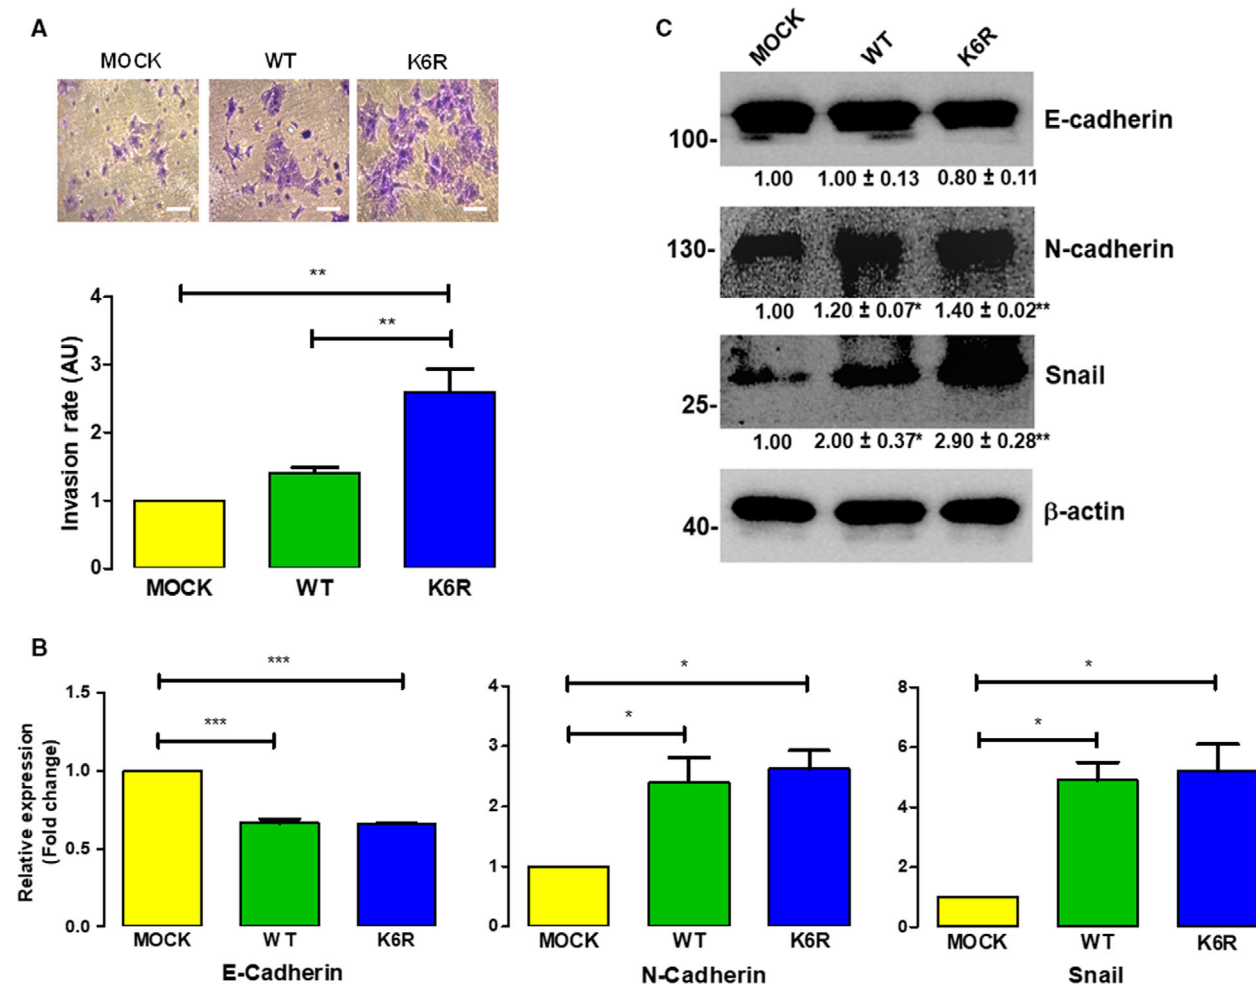 A
MOCK WT K6R
**
**
4
3
2
1
0
Invasion rate (AU)
MOCK WT K6R
C
MOCK WT K6R
E-cadherin
100-
1.00 1.00 ± 0.13 0.80 ± 0.11
130-
N-cadherin
1.00 1.20 ± 0.07* 1.40 ± 0.02**
Snail
25-
1.00 2.00 ± 0.37* 2.90 ± 0.28**
40-
β-actin
B
Relative expression
(Fold change)
***
***
1.5
1.0
0.5
0.0
MOCK WT K6R
E-Cadherin
*
*
4
3
2
1
0
MOCK WT K6R
N-Cadherin
*
*
8
6
4
2
0
MOCK WT K6R
Snail